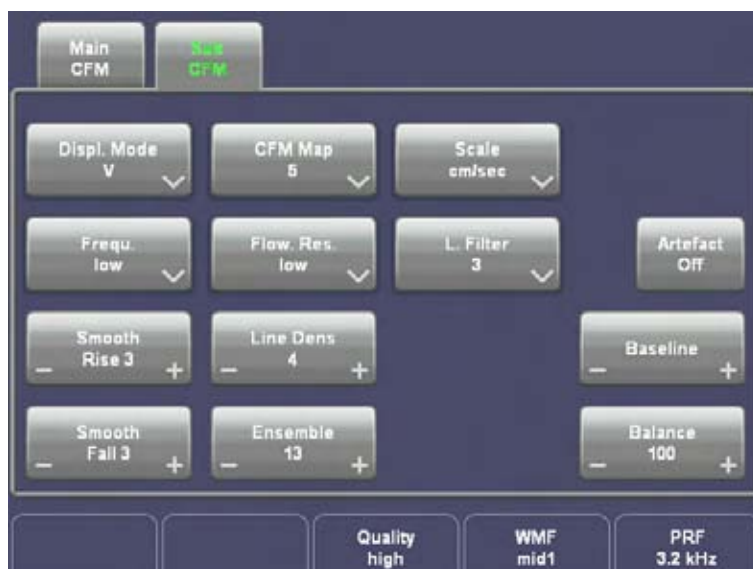 Main
CFM
Sub
CFM
Displ. Mode
V
CFM Map
5
Scale
cm/sec
Frequ.
low
Flow. Res.
low
L. Filter
3
Artefact
Off
Smooth
Rise 3
- +
Line Dens
4
- +
Baseline
- +
Smooth
Fall 3
- +
Ensemble
13
- +
Balance
100
- +
Quality
high
WMF
mid1
PRF
3.2 kHz